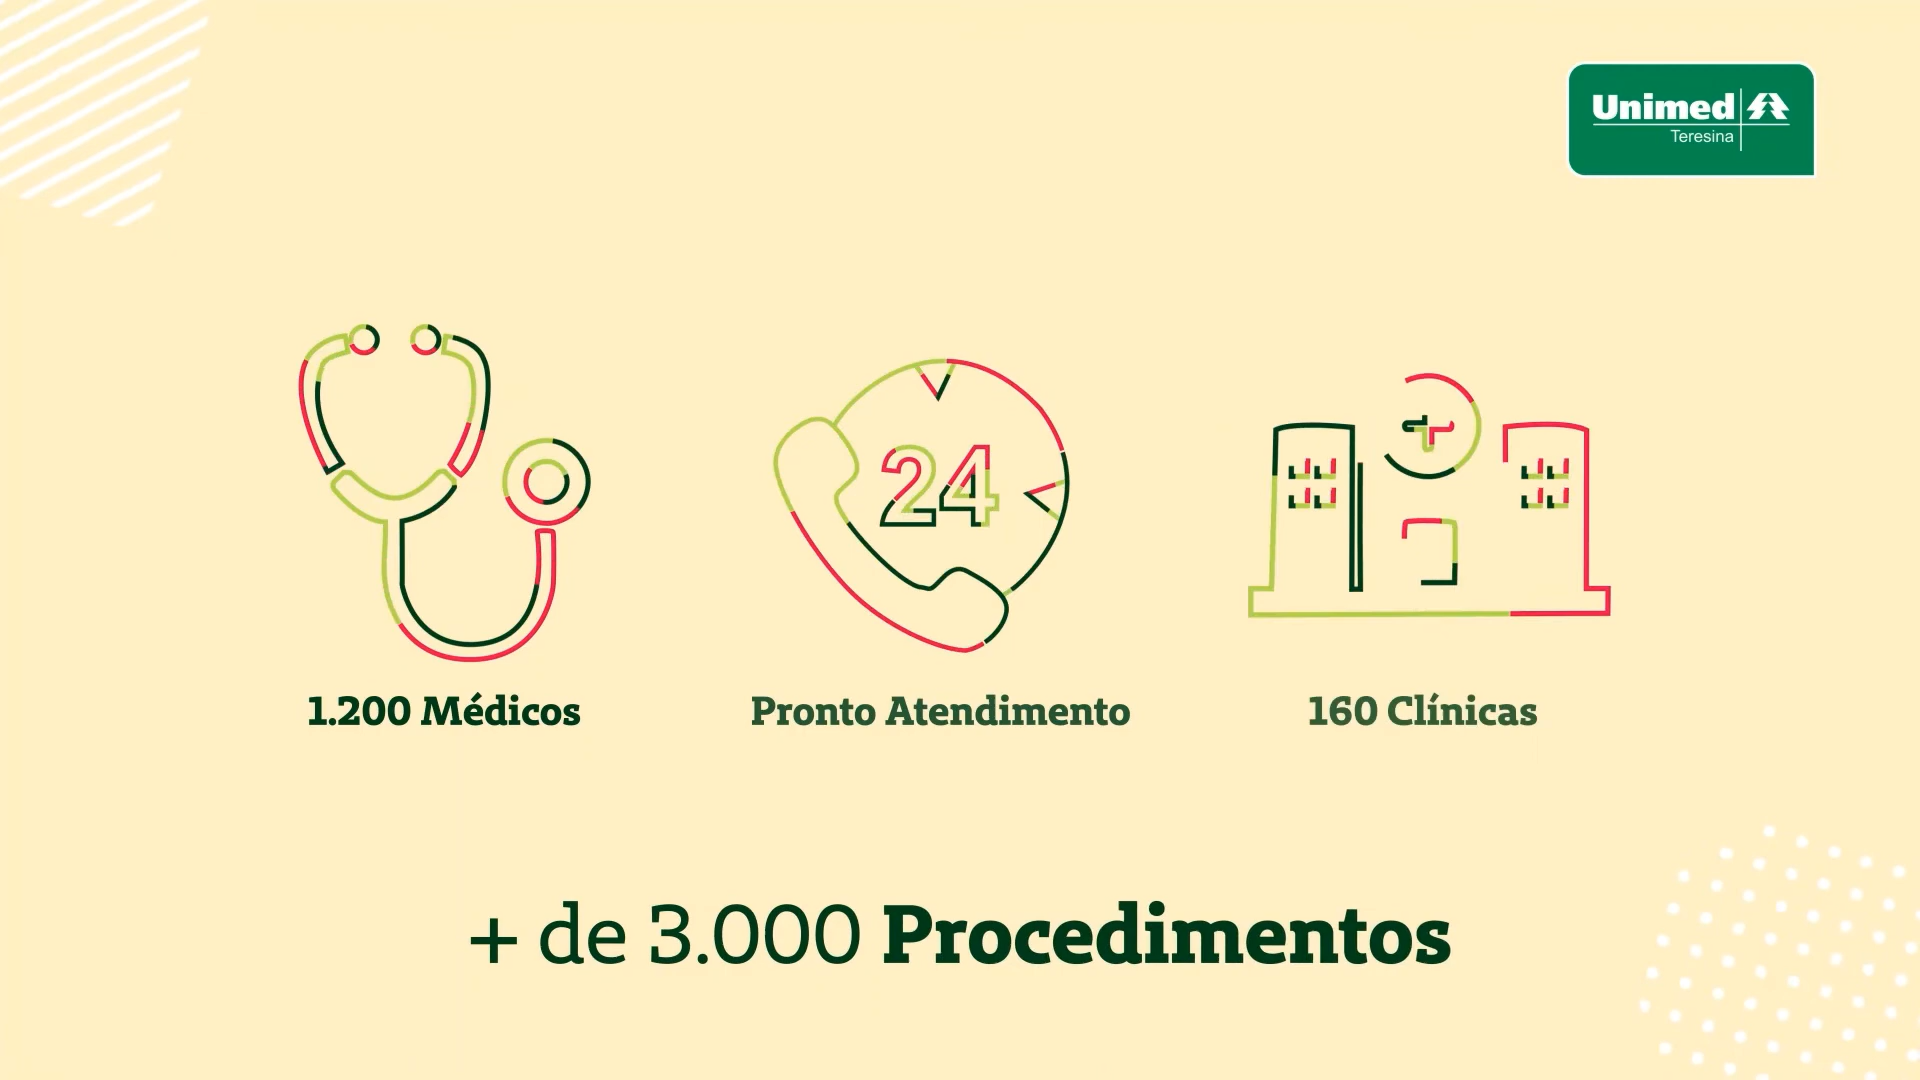 Unimed
Teresina
24
1.200 Médicos
Pronto Atendimento
160 Clínicas
+ de 3.000 Procedimentos